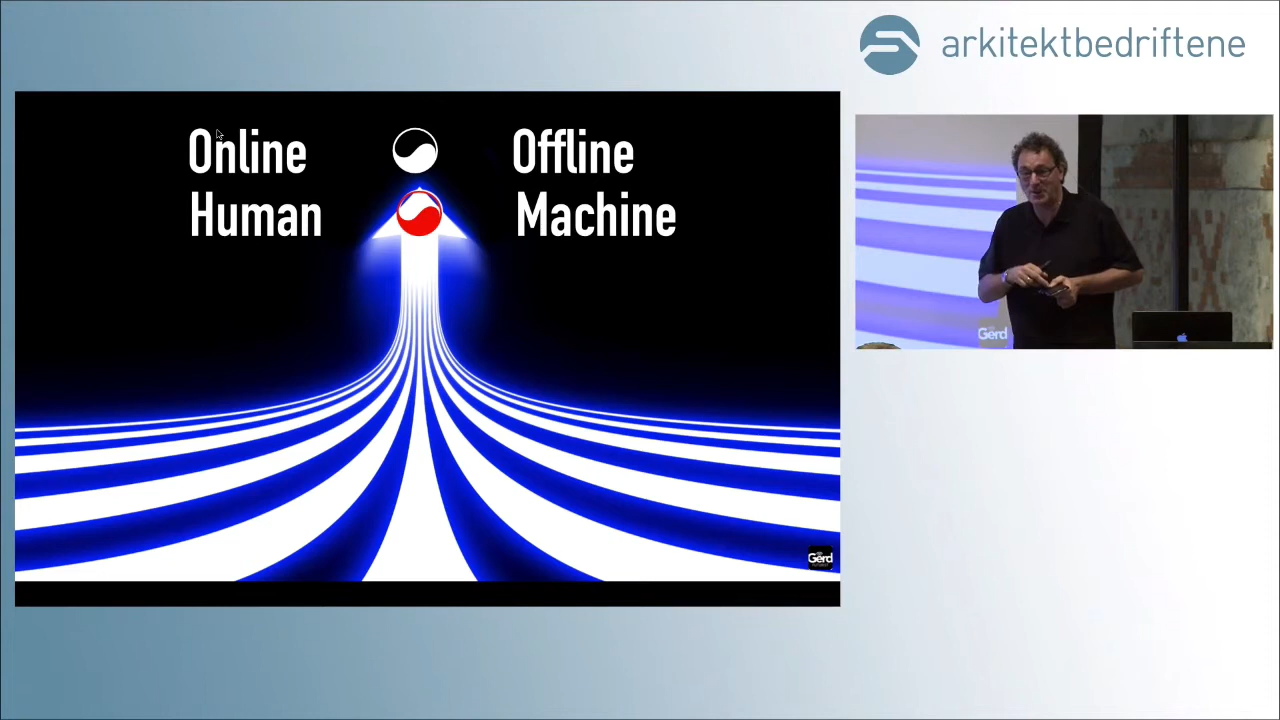 arkitektbedriftene
Online Offline
Human Machine
Gerd
Gerd